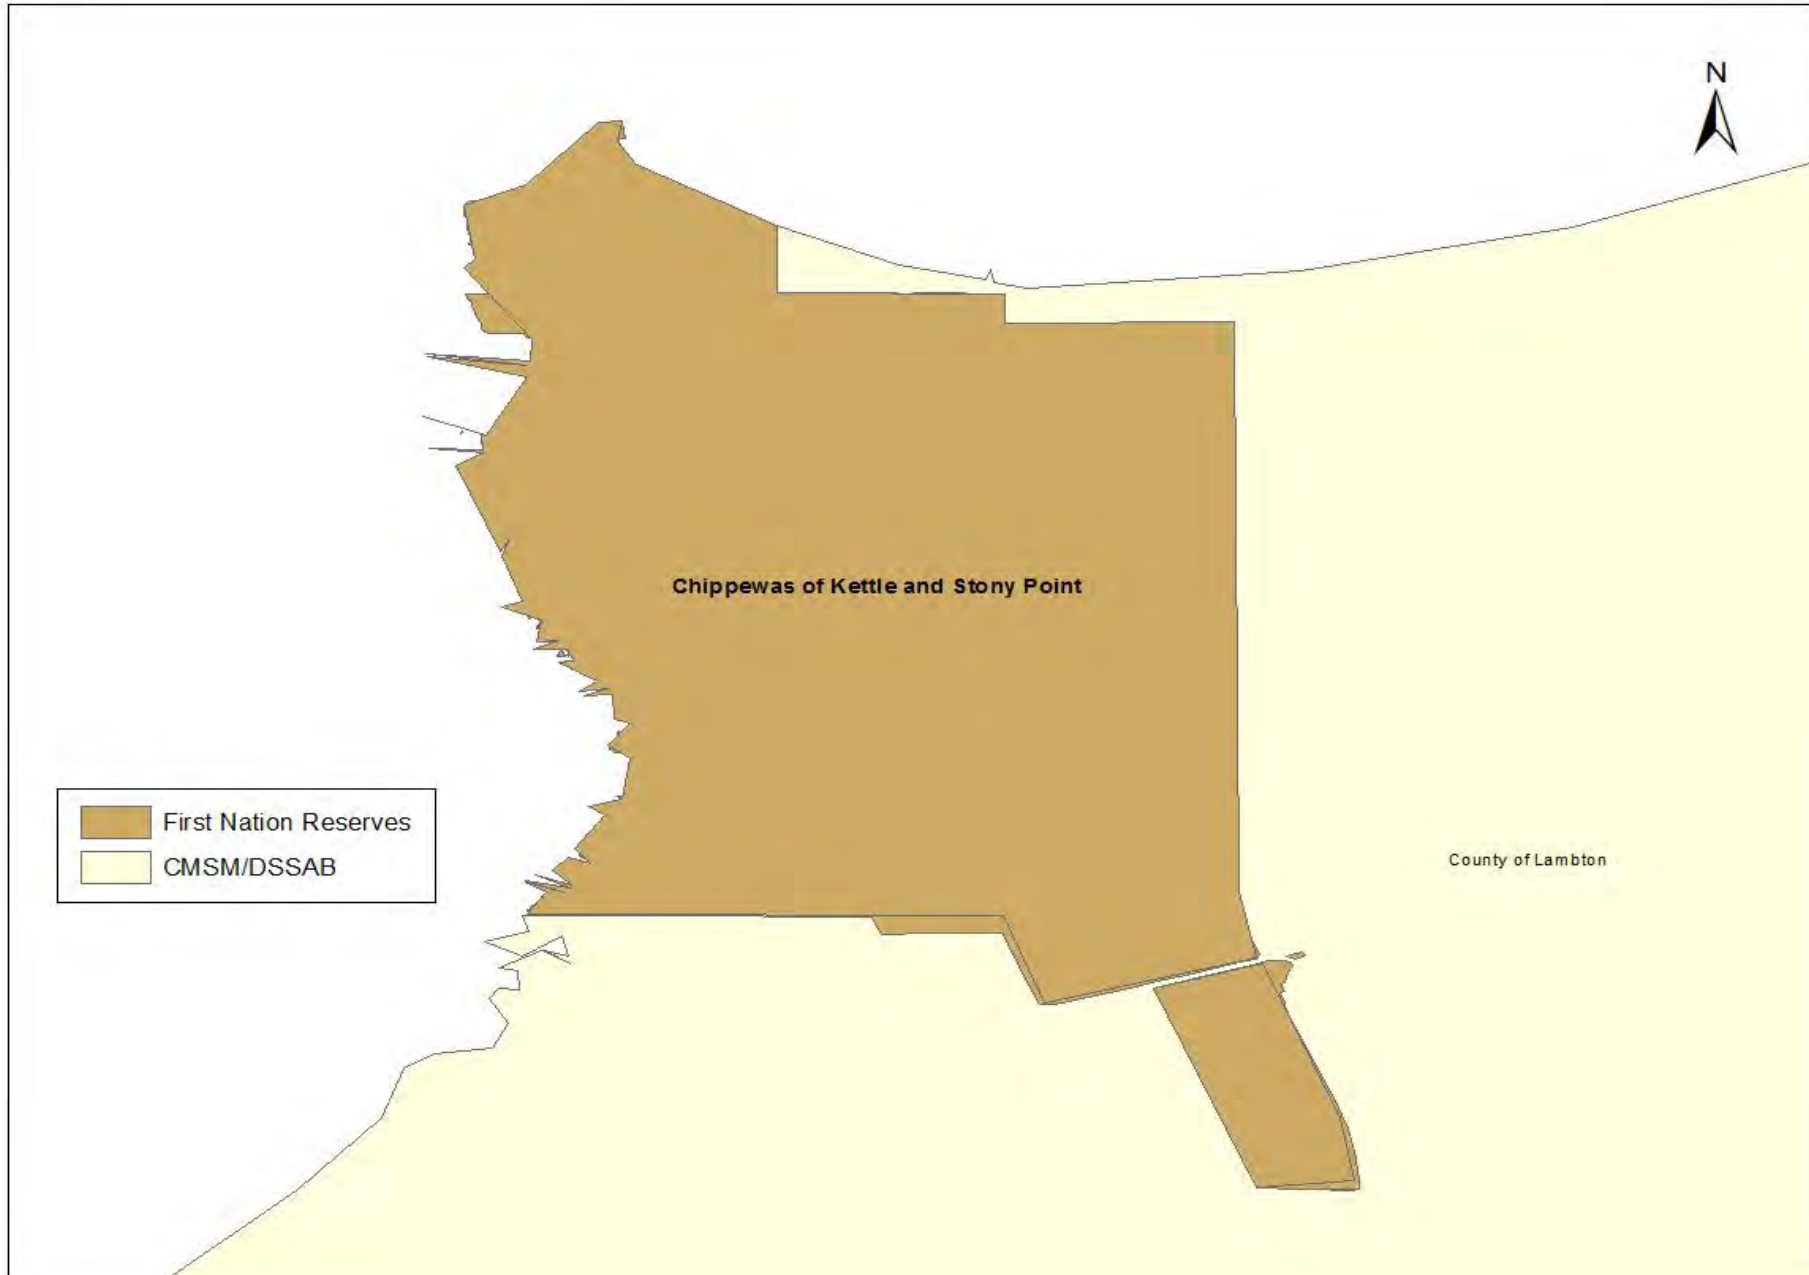 N
Chippewas of Kettle and Stony Point
First Nation Reserves
CMSM/DSSAB
County of Lambton